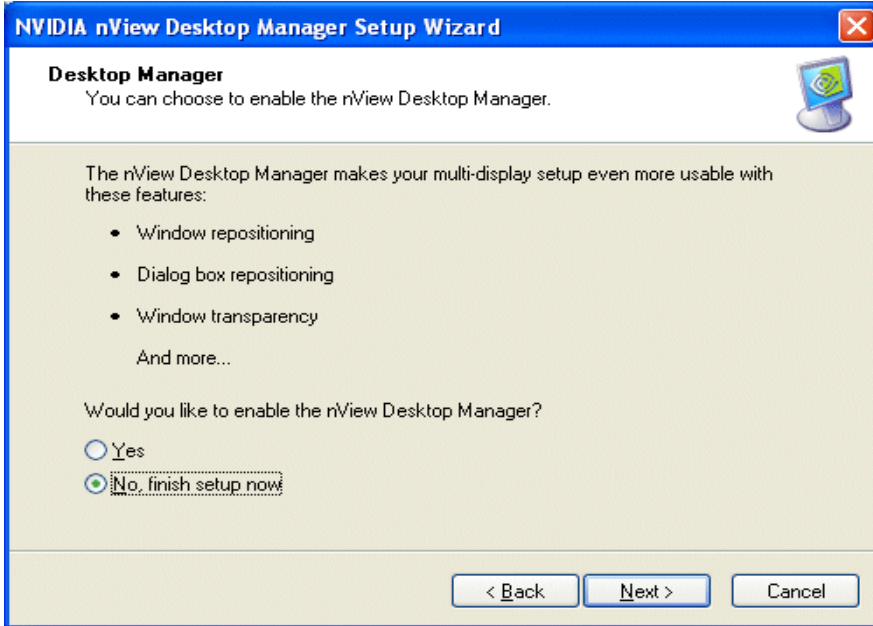 NVIDIA nView Desktop Manager Setup Wizard
Desktop Manager
You can choose to enable the nView Desktop Manager.
The nView Desktop Manager makes your multi-display setup even more usable with
these features:
• Window repositioning
• Dialog box repositioning
• Window transparency
And more...
Would you like to enable the nView Desktop Manager?
Yes
No, finish setup now
< Back
Next >
Cancel